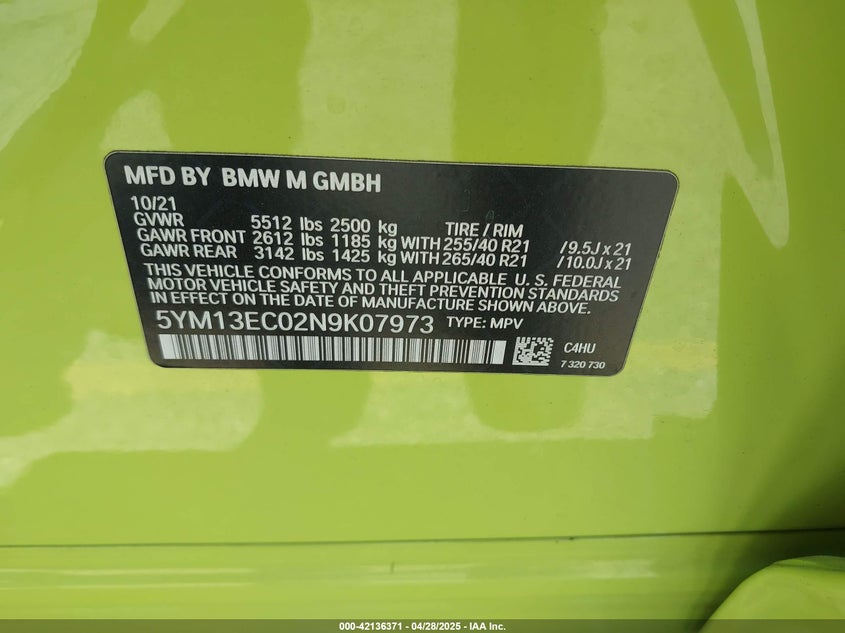 MFD BY BMW M GMBH
10/21
GVWR 5512 lbs 2500 kg TIRE / RIM
GAWR FRONT 2612 lbs 1185 kg WITH 255/40 R21 /9.5J x 21
GAWR REAR 3142 lbs 1425 kg WITH 265/40 R21 /10.0J x 21
THIS VEHICLE CONFORMS TO ALL APPLICABLE U. S. FEDERAL
MOTOR VEHICLE SAFETY AND THEFT PREVENTION STANDARDS
IN EFFECT ON THE DATE OF MANUFACTURE SHOWN ABOVE.
5YM13EC02N9K07973 TYPE: MPV
C4HU
7 320 730
000-42136371 | 04/28/2025 - IAA Inc.